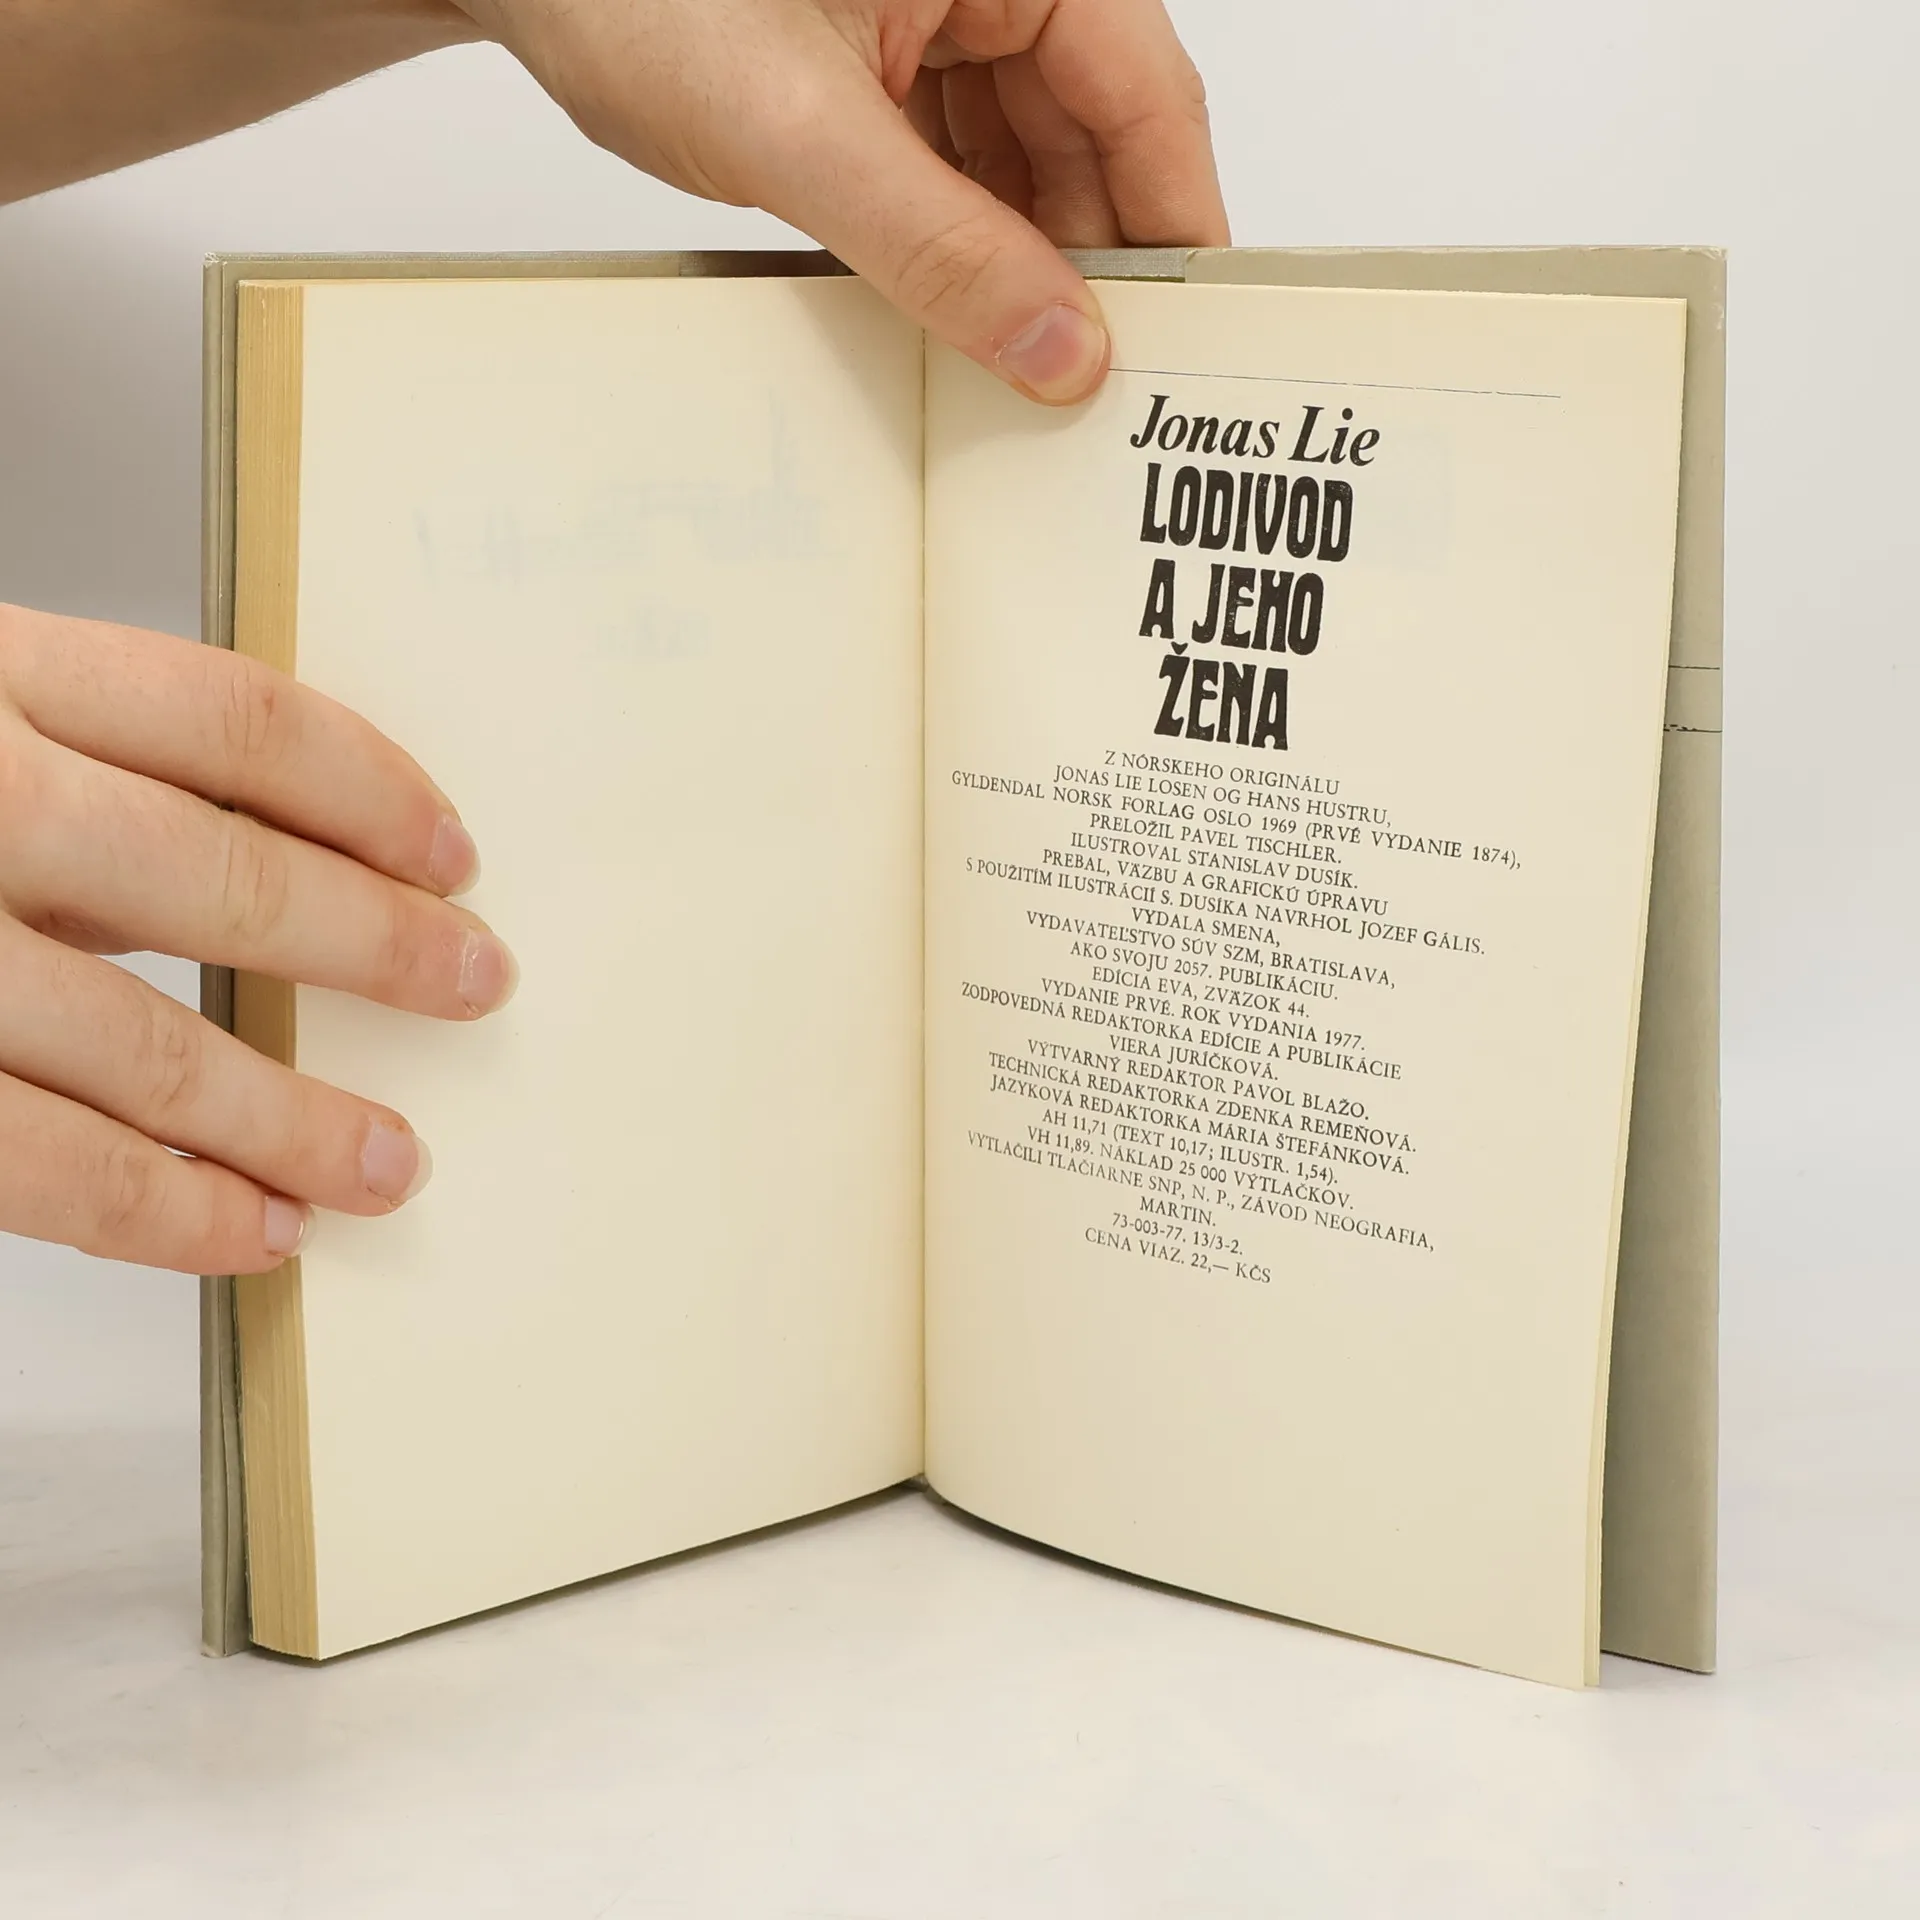 Jonas Lie
LODIVOD
A JEHO
ŽENA
Z NÓRSKEHO ORIGINÁLU
JONAS LIE LOSEN OG HANS HUSTRU,
GYLDENDAL NORSK FORLAG OSLO 1969 (PRVÉ VYDANIE 1874),
PRELOŽIL PAVEL TISCHLER.
ILUSTROVAL STANISLAV DUSÍK.
PREBAL, VÄZBU A GRAFICKÚ ÚPRAVU
S POUŽITÍM ILUSTRÁCIÍ S. DUSÍKA NAVRHOL JOZEF GÁLIS.
VYDALA SMENA,
VYDAVATEĽSTVO SÚV SZM, BRATISLAVA,
AKO SVOJU 2057. PUBLIKÁCIU.
EDÍCIA EVA, ZVÄZOK 44.
VYDANIE PRVÉ. ROK VYDANIA 1977.
ZODPOVEDNÁ REDAKTORKA EDÍCIE A PUBLIKÁCIE
VIERA JURÍČKOVÁ.
VÝTVARNÝ REDAKTOR PAVOL BLAŽO.
TECHNICKÁ REDAKTORKA ZDENKA REMEŇOVÁ.
JAZYKOVÁ REDAKTORKA MÁRIA ŠTEFÁNKOVÁ.
AH 11,71 (TEXT 10,17; ILUSTR. 1,54).
VH 11,89. NÁKLAD 25 000 VÝTLAČKOV.
VYTLAČILI TLAČIARNE SNP, N. P., ZÁVOD NEOGRAFIA,
MARTIN.
73-003-77. 13/3-2.
CENA VIAZ. 22,— KČS